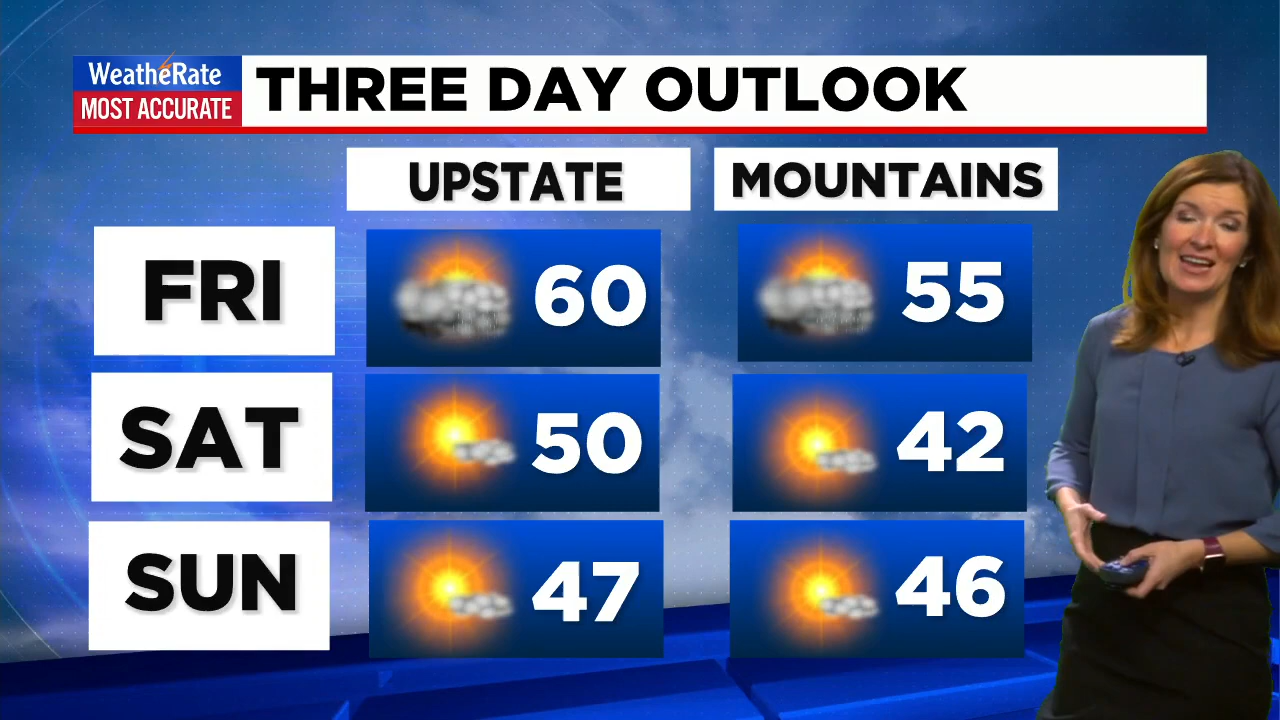 WeatheRate
MOST ACCURATE
THREE DAY OUTLOOK
UPSTATE
MOUNTAINS
FRI
60
55
SAT
50
42
SUN
47
46